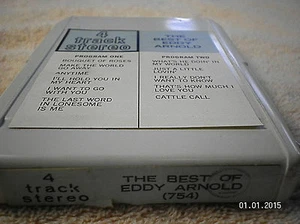 4
track
stereo
PROGRAM ONE
BOUQUET OF ROSES
MAKE THE WORLD
GO AWAY
ANYTIME
I'LL HOLD YOU IN
MY HEART
I WANT TO GO
WITH YOU
THE LAST WORD
IN LONESOME
IS ME
THE
BEST OF
EDDY
ARNOLD
PROGRAM TWO
WHAT'S HE DOIN' IN
MY WORLD
JUST A LITTLE
LOVIN'
I REALLY DON'T
WANT TO KNOW
THAT'S HOW MUCH I
LOVE YOU
CATTLE CALL
4
track
stereo
THE BEST OF
EDDY ARNOLD
(754)
01.01.2015